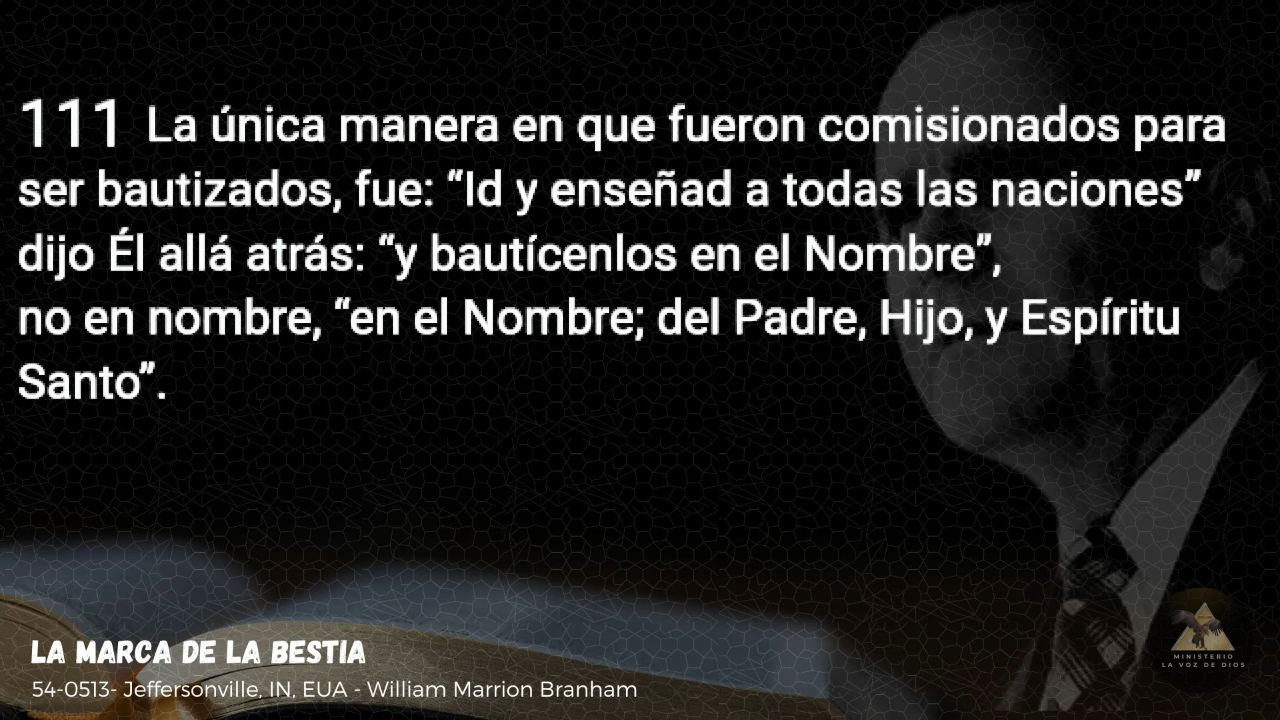 111 La única manera en que fueron comisionados para
ser bautizados, fue: “Id y enseñad a todas las naciones”
dijo Él allá atrás: “y bautícenlos en el Nombre”,
no en nombre, “en el Nombre; del Padre, Hijo, y Espíritu
Santo”.
LA MARCA DE LA BESTIA
54-0513- Jeffersonville, IN, EUA - William Marrion Branham
MINISTERIO
LA VOZ DE DIOS